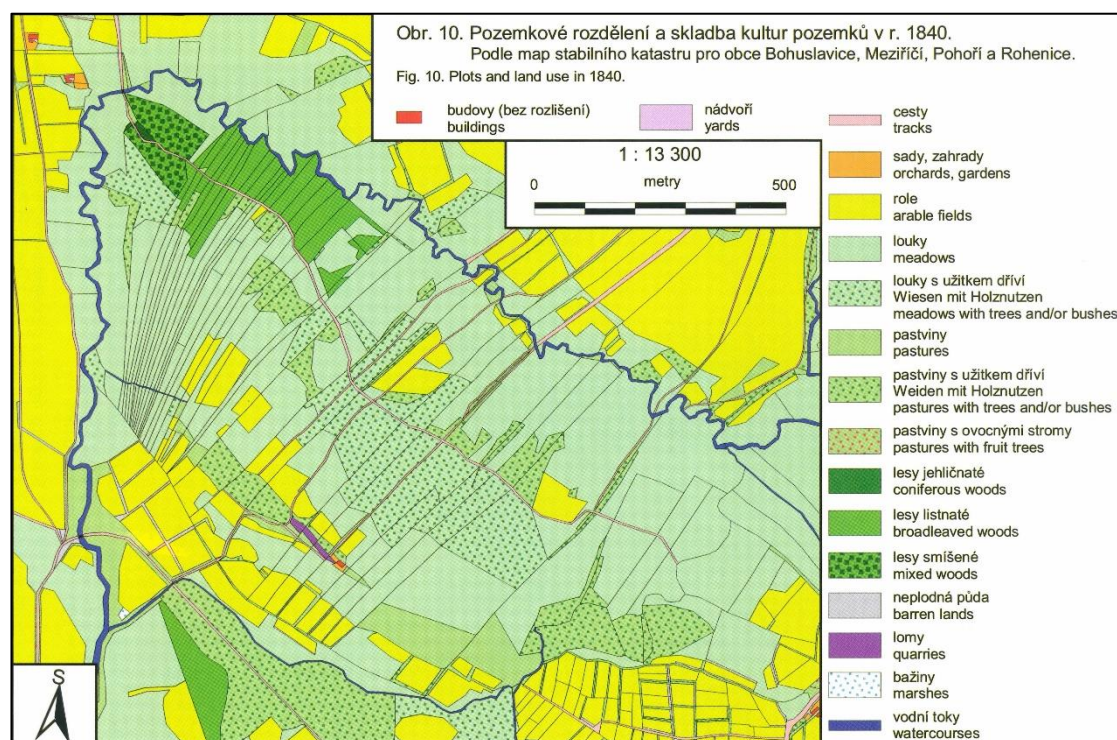 Obr. 10. Pozemkové rozdělení a skladba kultur pozemků v r. 1840.
Podle map stabilního katastru pro obce Bohuslavice, Meziříčí, Pohoří a Rohenice.
Fig. 10. Plots and land use in 1840.
budovy (bez rozlišení)
buildings
nádvoří
yards
1 : 13 300
metry
0
500
cesty
tracks
sady, zahrady
orchards, gardens
role
arable fields
louky
meadows
louky s užitkem dříví
Wiesen mit Holznutzen
meadows with trees and/or bushes
pastviny
pastures
pastviny s užitkem dříví
Weiden mit Holznutzen
pastures with trees and/or bushes
pastviny s ovocnými stromy
pastures with fruit trees
lesy jehličnaté
coniferous woods
lesy listnaté
broadleaved woods
lesy smíšené
mixed woods
neplodná půda
barren lands
lomy
quarries
bažiny
marshes
vodní toky
watercourses
S